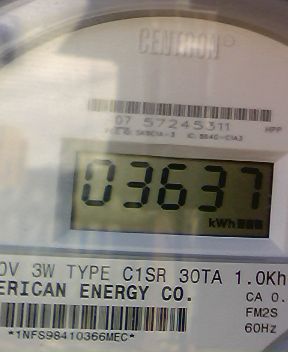 CENTRON
07 57245311 HPP
03637
kWh
0V 3W TYPE C1SR 30TA 1.0Kh
ERICAN ENERGY CO.
CA 0.
FM2S
*1NFS98410366MEC* 60Hz